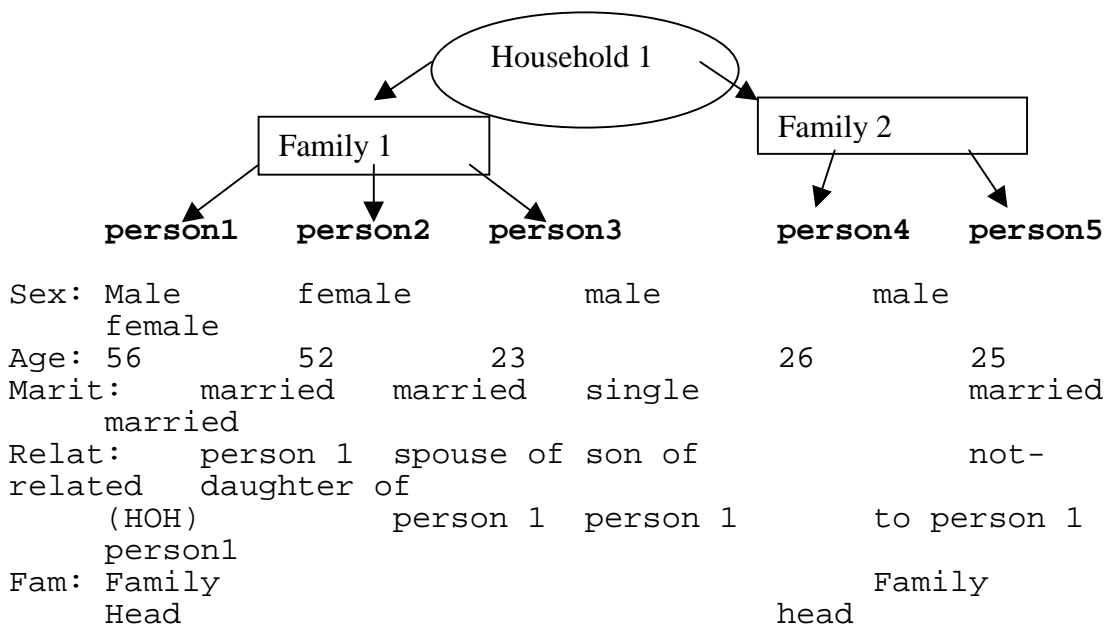 Household 1
Family 1
Family 2
person1 person2 person3 person4 person5
Sex: Male female male male
female
Age: 56 52 23 26 25
Marit: married married single married
married
Relat: person 1 spouse of son of not-
related daughter of
(HOH) person 1 person 1 to person 1
person1
Fam: Family Family
Head head